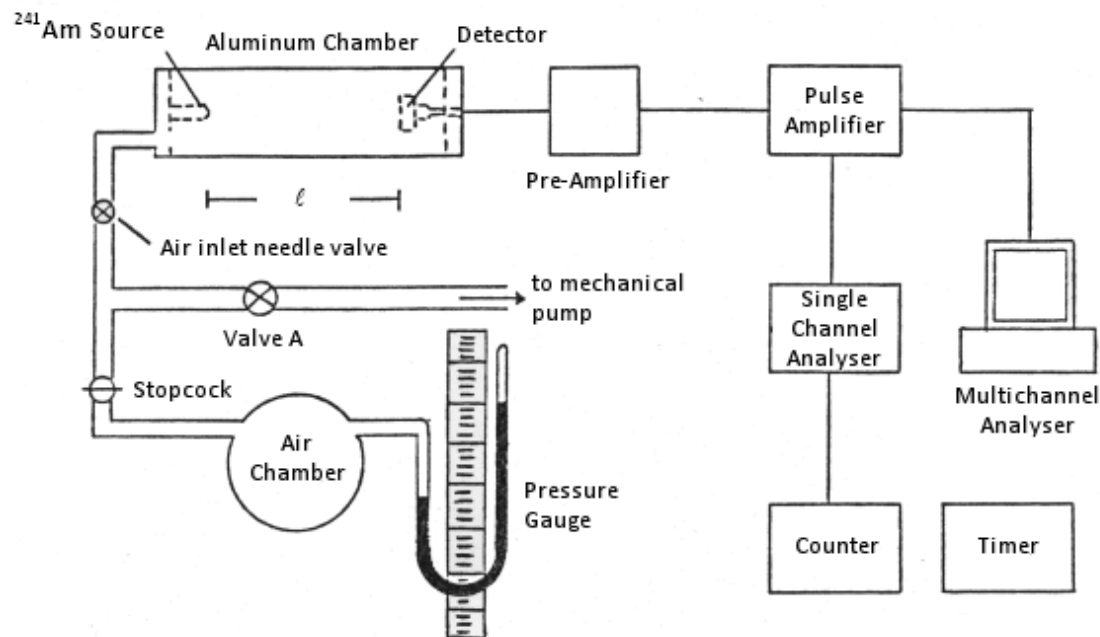 ²⁴¹Am Source
Aluminum Chamber
Detector
Pulse
Amplifier
Pre-Amplifier
ℓ
Air inlet needle valve
to mechanical
pump
Valve A
Single
Channel
Analyser
Stopcock
Multichannel
Analyser
Air
Chamber
Pressure
Gauge
Counter
Timer